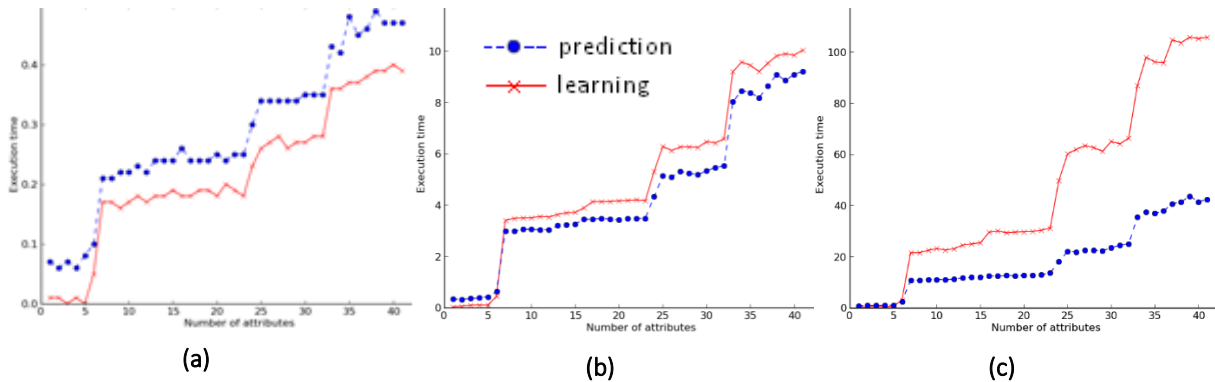 prediction
learning
Execution time
0.4
0.3
0.2
0.1
0.0
0 5 10 15 20 25 30 35 40
Number of attributes
(a)
Execution time
10
8
6
4
2
0
0 5 10 15 20 25 30 35 40
Number of attributes
(b)
Execution time
100
80
60
40
20
0
0 5 10 15 20 25 30 35 40
Number of attributes
(c)